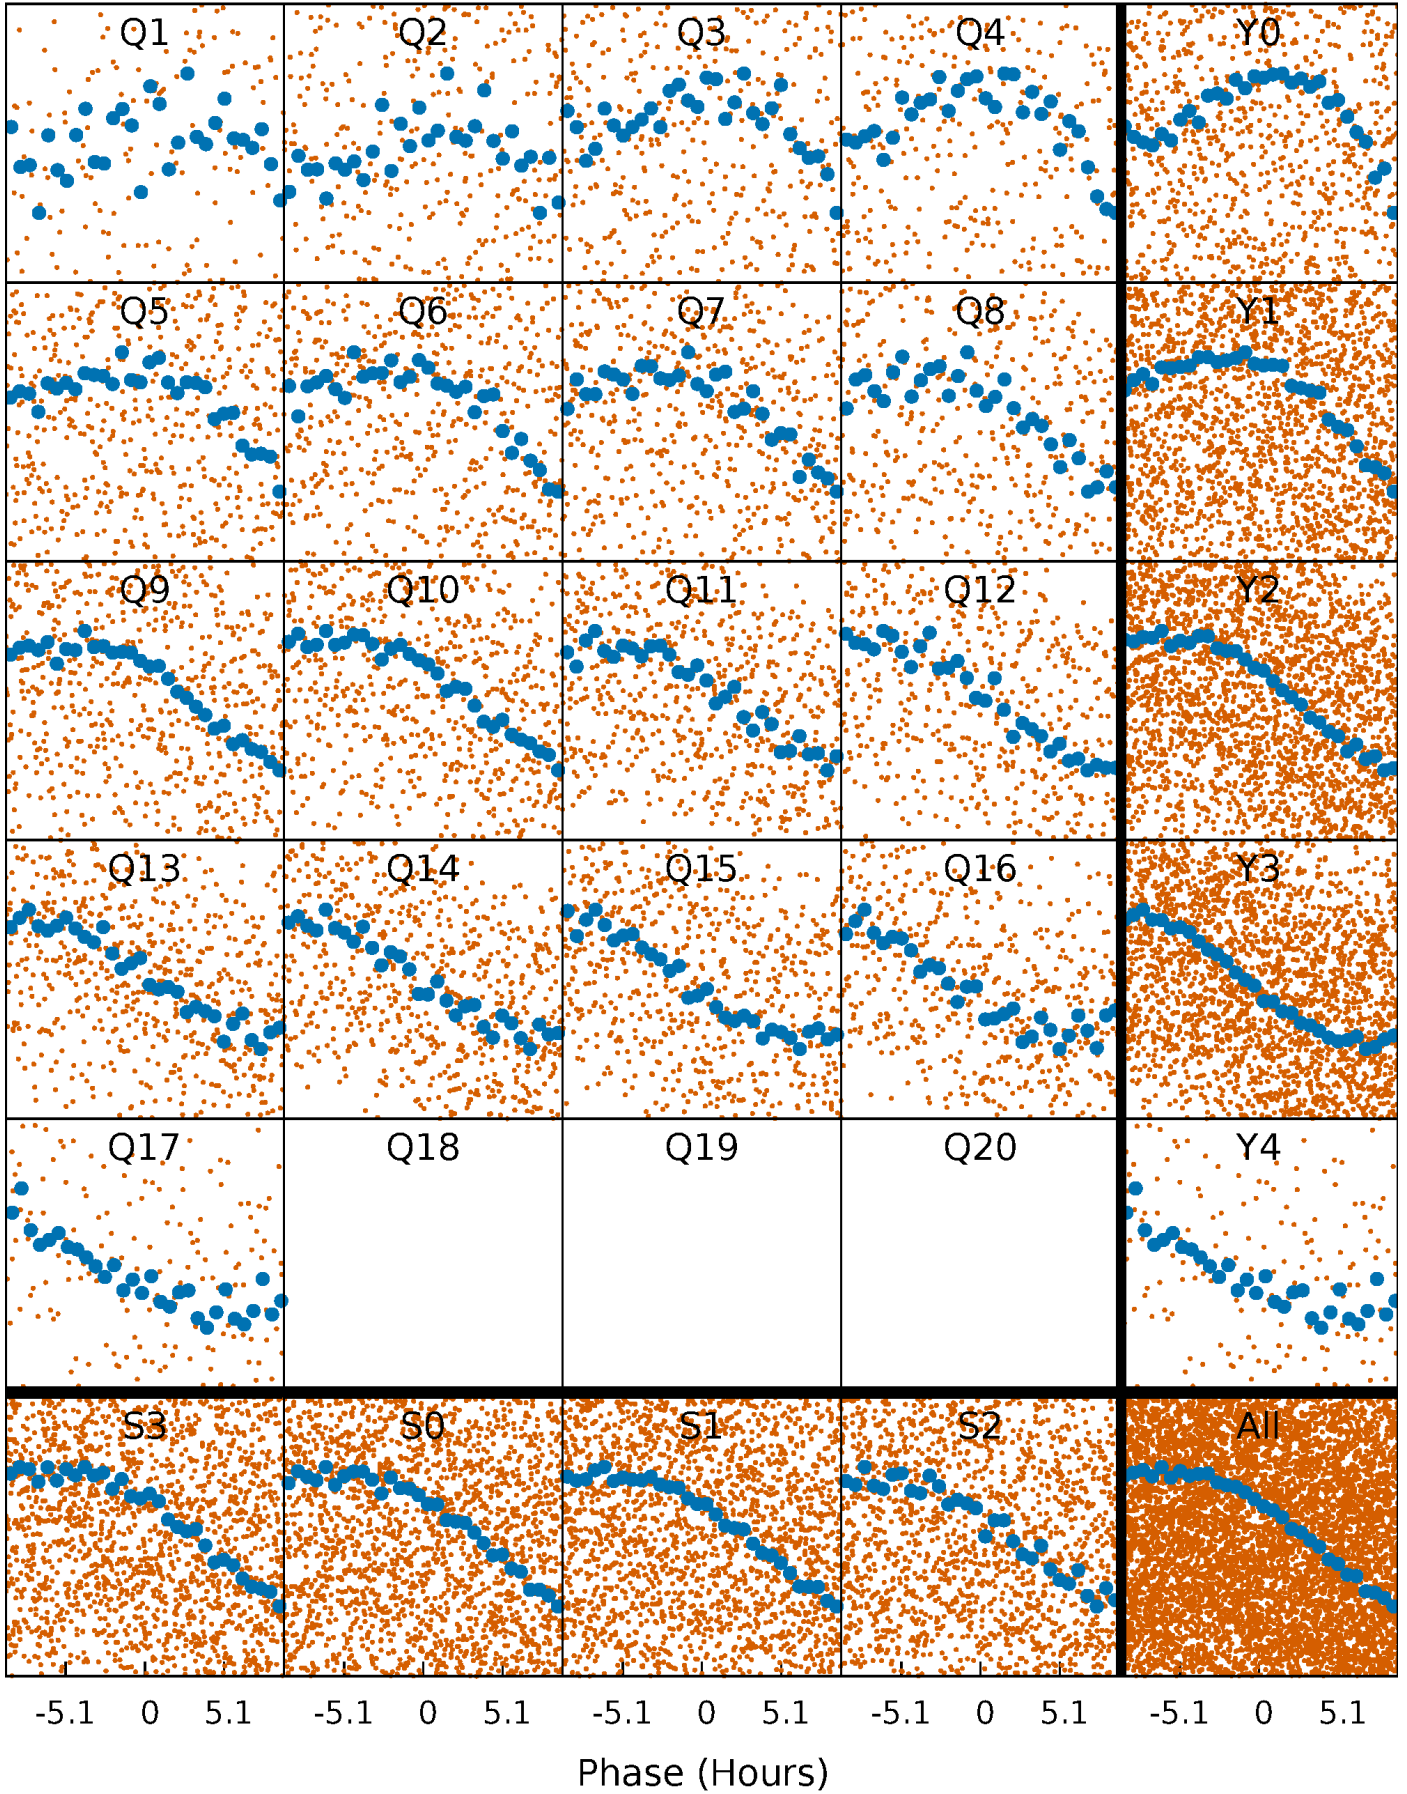 Q1 Q2 Q3 Q4 Y0
Q5 Q6 Q7 Q8 Y1
Q9 Q10 Q11 Q12 Y2
Q13 Q14 Q15 Q16 Y3
Q17 Q18 Q19 Q20 Y4
S3 S0 S1 S2 All
-5.1 0 5.1 -5.1 0 5.1 -5.1 0 5.1 -5.1 0 5.1 -5.1 0 5.1
Phase (Hours)